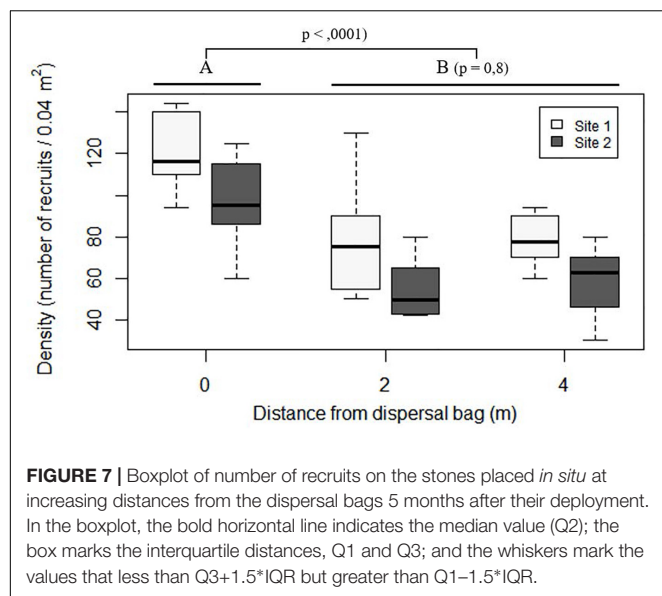 p < ,0001)
A
B (p = 0,8)
Density (number of recruits / 0.04 m²)
120
80
60
40
Site 1
Site 2
0
2
4
Distance from dispersal bag (m)
FIGURE 7 | Boxplot of number of recruits on the stones placed in situ at
increasing distances from the dispersal bags 5 months after their deployment.
In the boxplot, the bold horizontal line indicates the median value (Q2); the
box marks the interquartile distances, Q1 and Q3; and the whiskers mark the
values that less than Q3+1.5*IQR but greater than Q1–1.5*IQR.